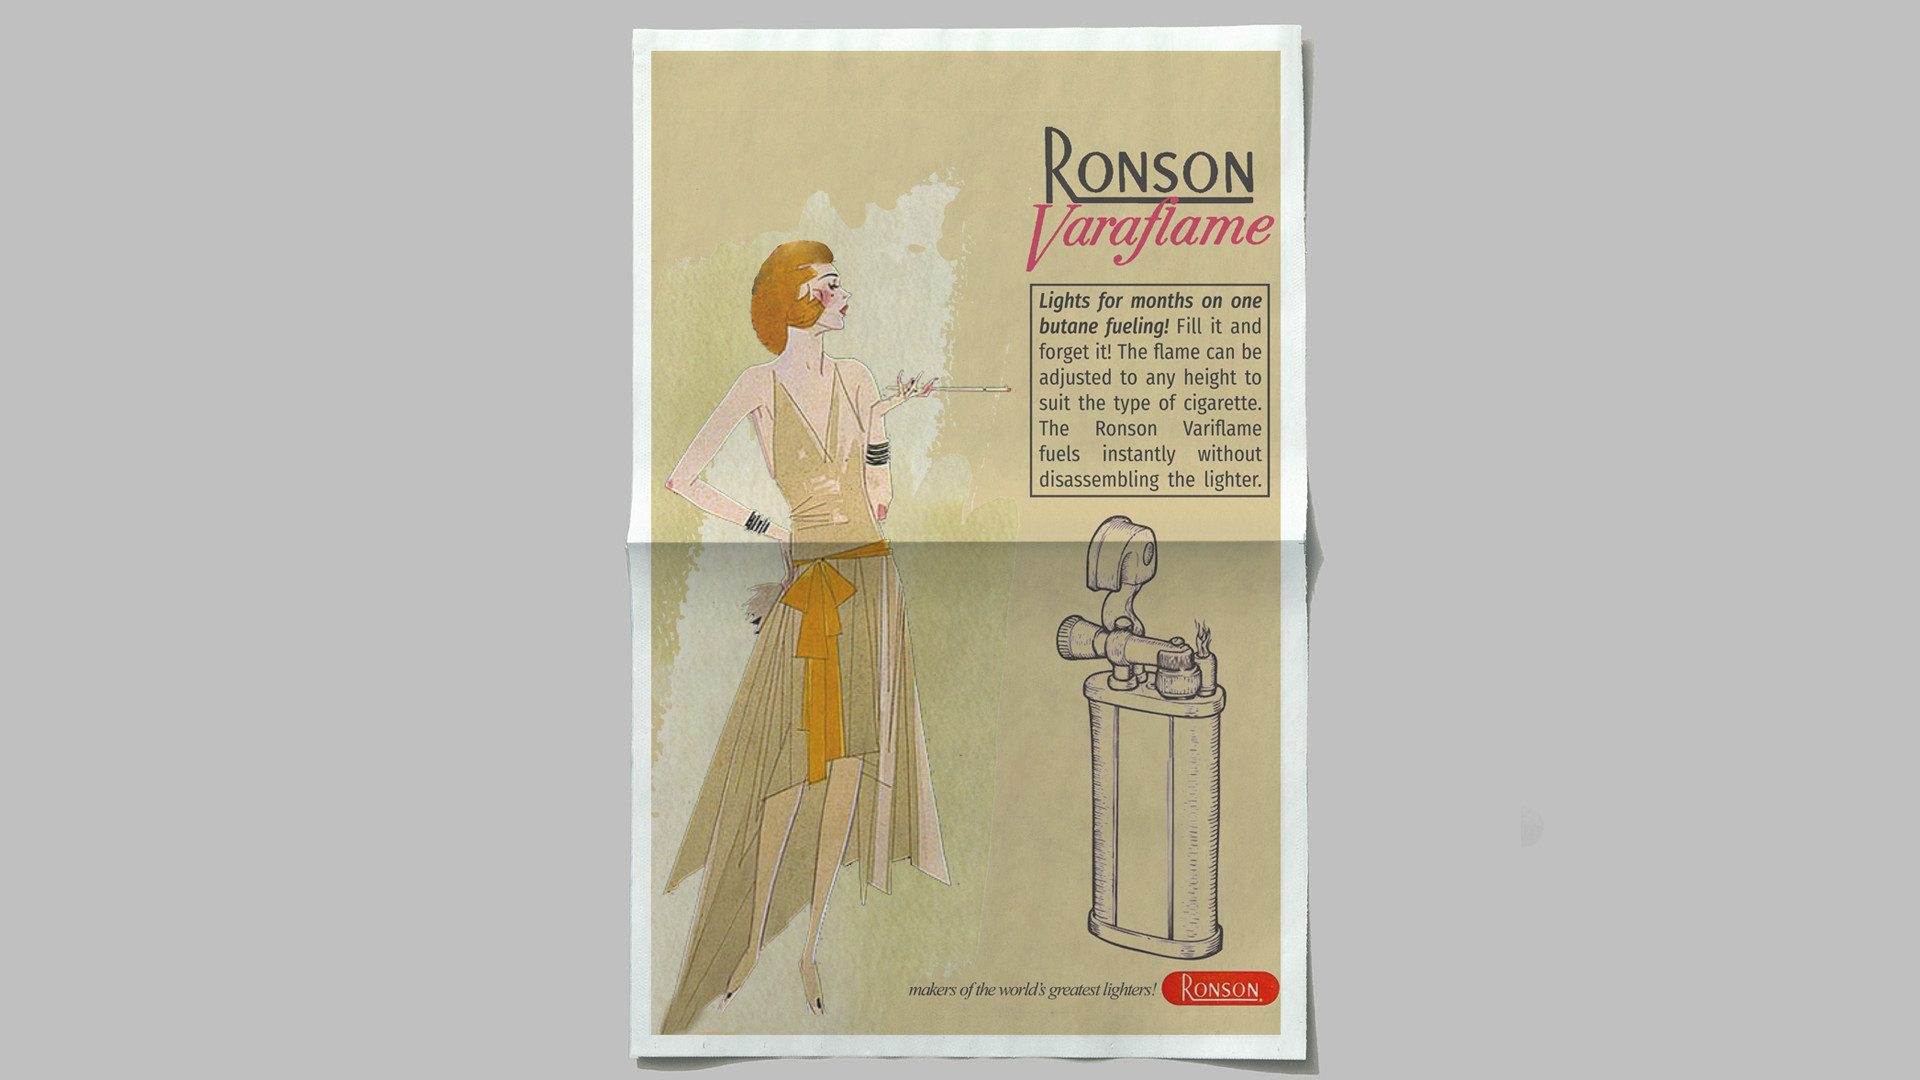 RONSON
Varaflame
Lights for months on one
butane fueling! Fill it and
forget it! The flame can be
adjusted to any height to
suit the type of cigarette.
The Ronson Variflame
fuels instantly without
disassembling the lighter.
makers of the world's greatest lighters!
RONSON